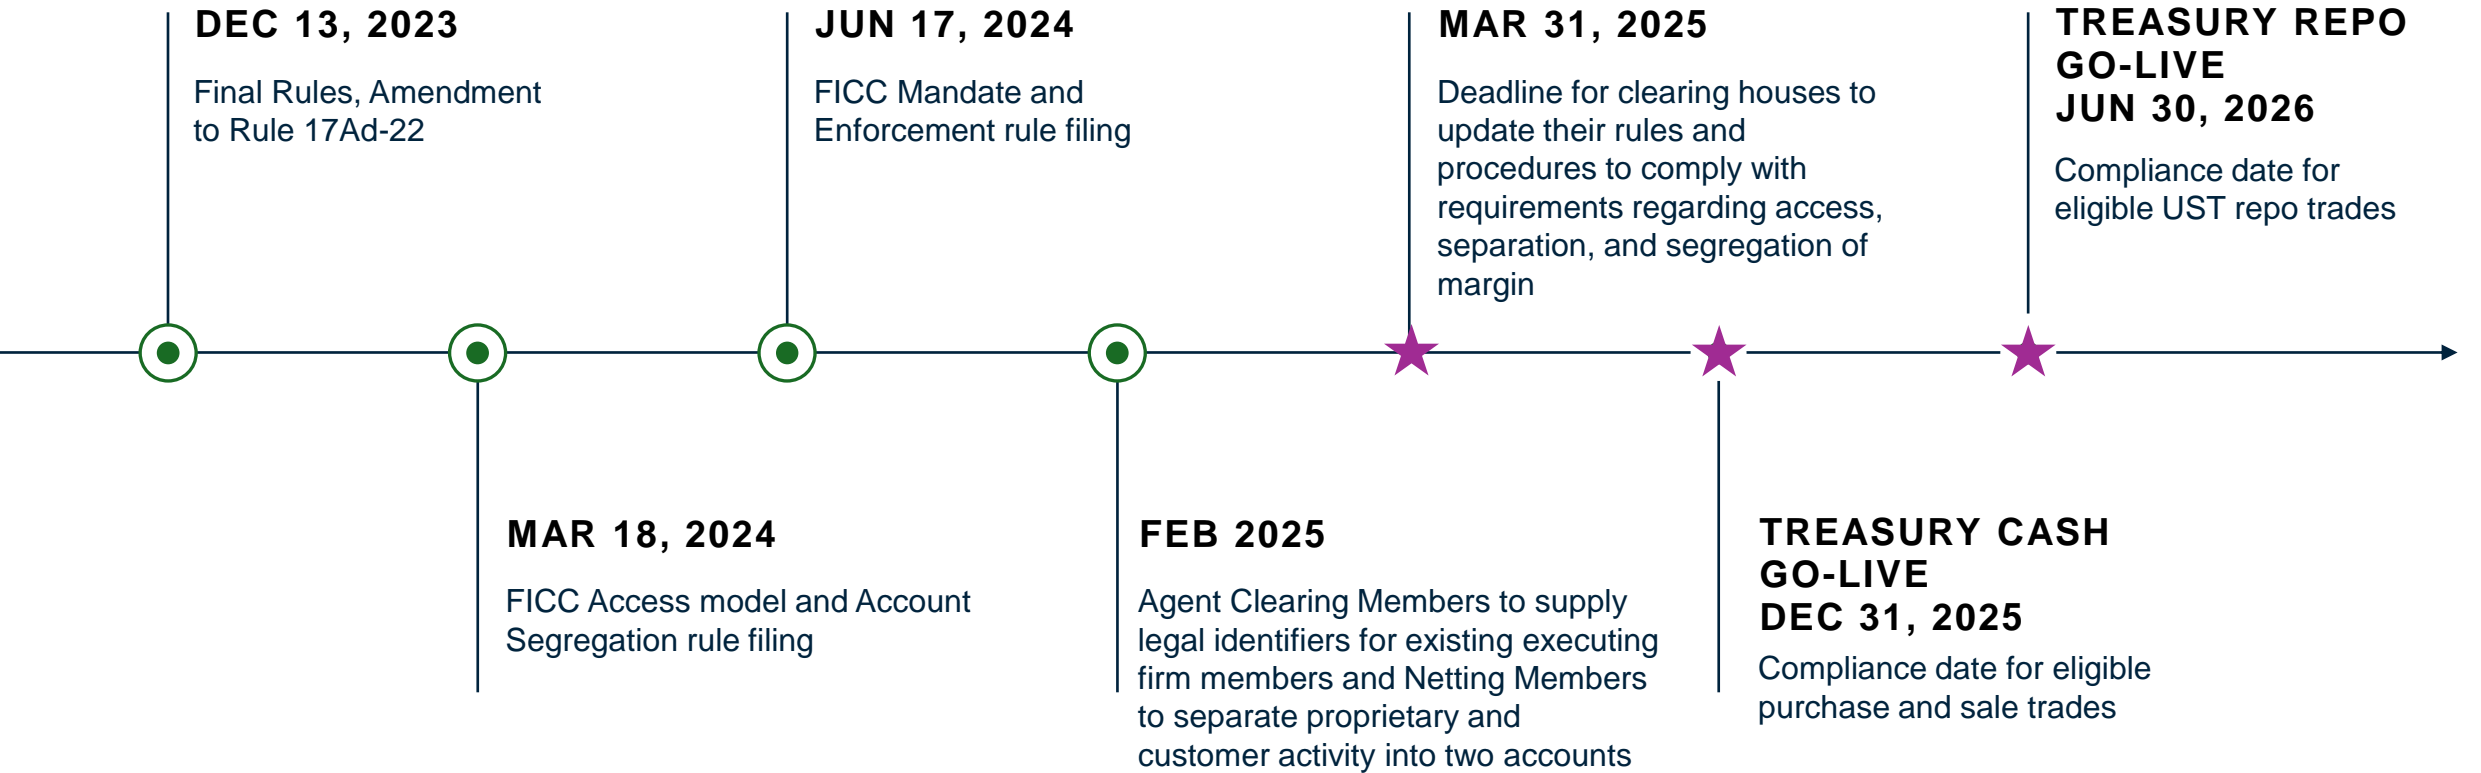 DEC 13, 2023
Final Rules, Amendment
to Rule 17Ad-22
MAR 18, 2024
FICC Access model and Account
Segregation rule filing
JUN 17, 2024
FICC Mandate and
Enforcement rule filing
FEB 2025
Agent Clearing Members to supply
legal identifiers for existing executing
firm members and Netting Members
to separate proprietary and
customer activity into two accounts
MAR 31, 2025
Deadline for clearing houses to
update their rules and
procedures to comply with
requirements regarding access,
separation, and segregation of
margin
TREASURY CASH
GO-LIVE
DEC 31, 2025
Compliance date for eligible
purchase and sale trades
TREASURY REPO
GO-LIVE
JUN 30, 2026
Compliance date for
eligible UST repo trades